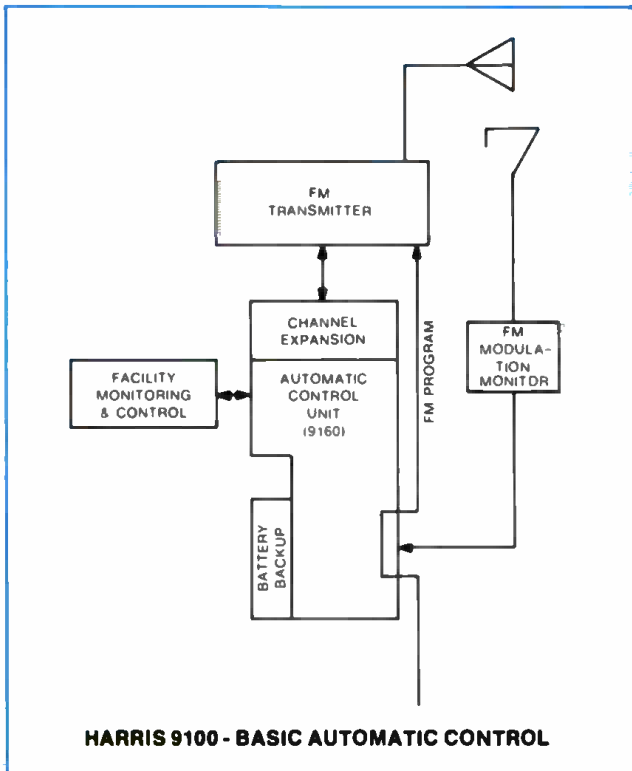 FM
TRANSMITTER
CHANNEL
EXPANSION
FACILITY
MONITORING
& CONTROL
AUTOMATIC
CONTROL
UNIT
(9160)
FM PROGRAM
FM
MODULA-
TION
MONITOR
BATTERY
BACKUP
HARRIS 9100 - BASIC AUTOMATIC CONTROL